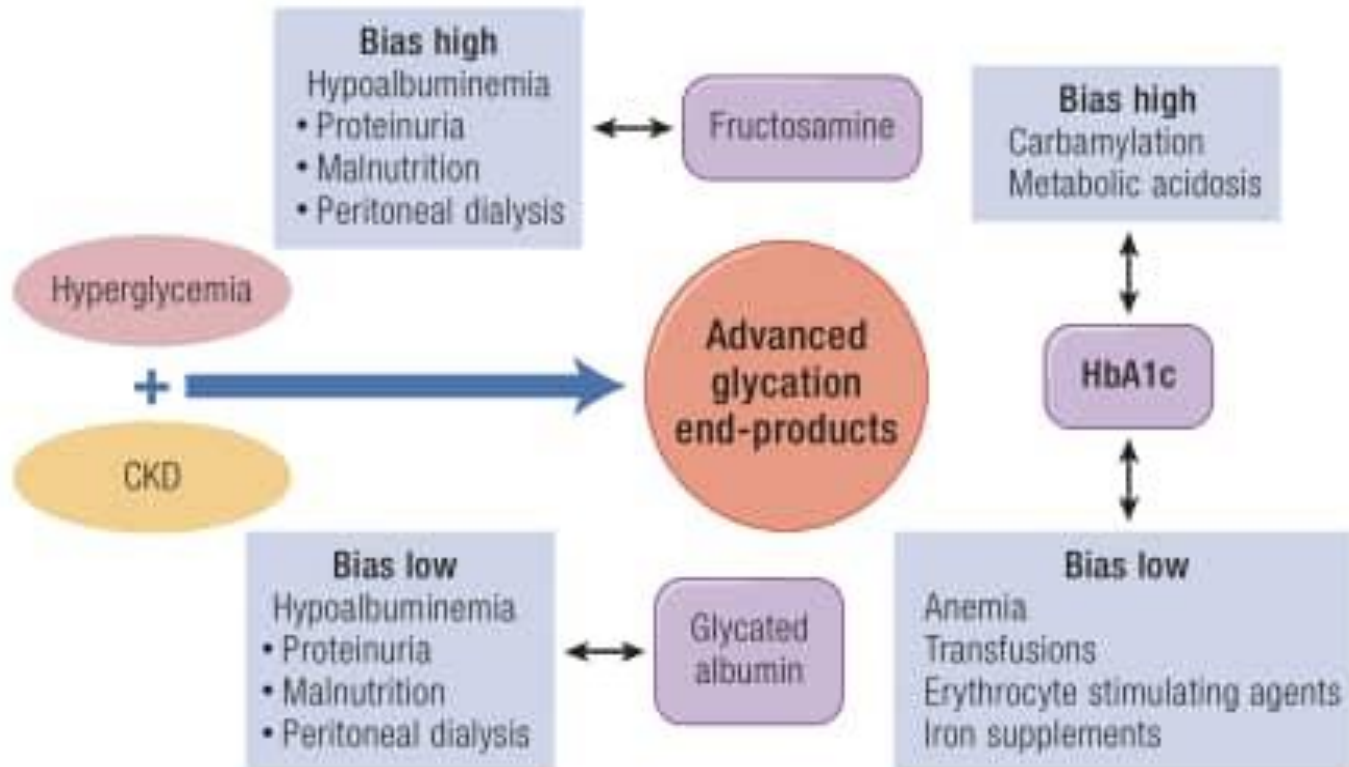 Bias high
Hypoalbuminemia
• Proteinuria
• Malnutrition
• Peritoneal dialysis
Fructosamine
Bias high
Carbamylation
Metabolic acidosis
Hyperglycemia
+
CKD
Advanced
glycation
end-products
HbA1c
Bias low
Hypoalbuminemia
• Proteinuria
• Malnutrition
• Peritoneal dialysis
Glycated
albumin
Bias low
Anemia
Transfusions
Erythrocyte stimulating agents
Iron supplements